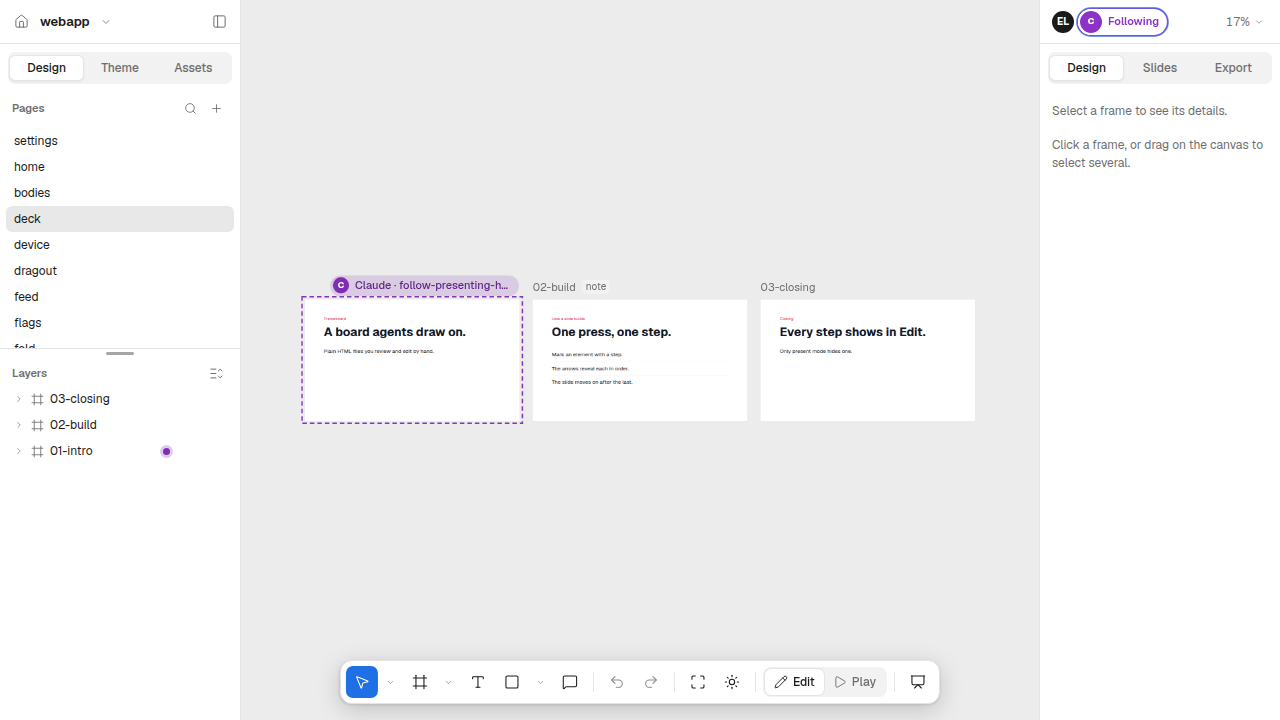 webapp
Design Theme Assets
Pages
settings
home
bodies
deck
device
dragout
feed
flags
fold
Layers
03-closing
02-build
01-intro
C Claude · follow-presenting-h…
02-build note
03-closing
A board agents draw on.
Plain HTML files you review and edit by hand.
How a slide builds
One press, one step.
Mark an element with a step.
The arrows reveal each in order.
The slide moves on after the last.
Closing
Every step shows in Edit.
Only present mode hides one.
Edit Play
EL C Following 17%
Design Slides Export
Select a frame to see its details.
Click a frame, or drag on the canvas to
select several.